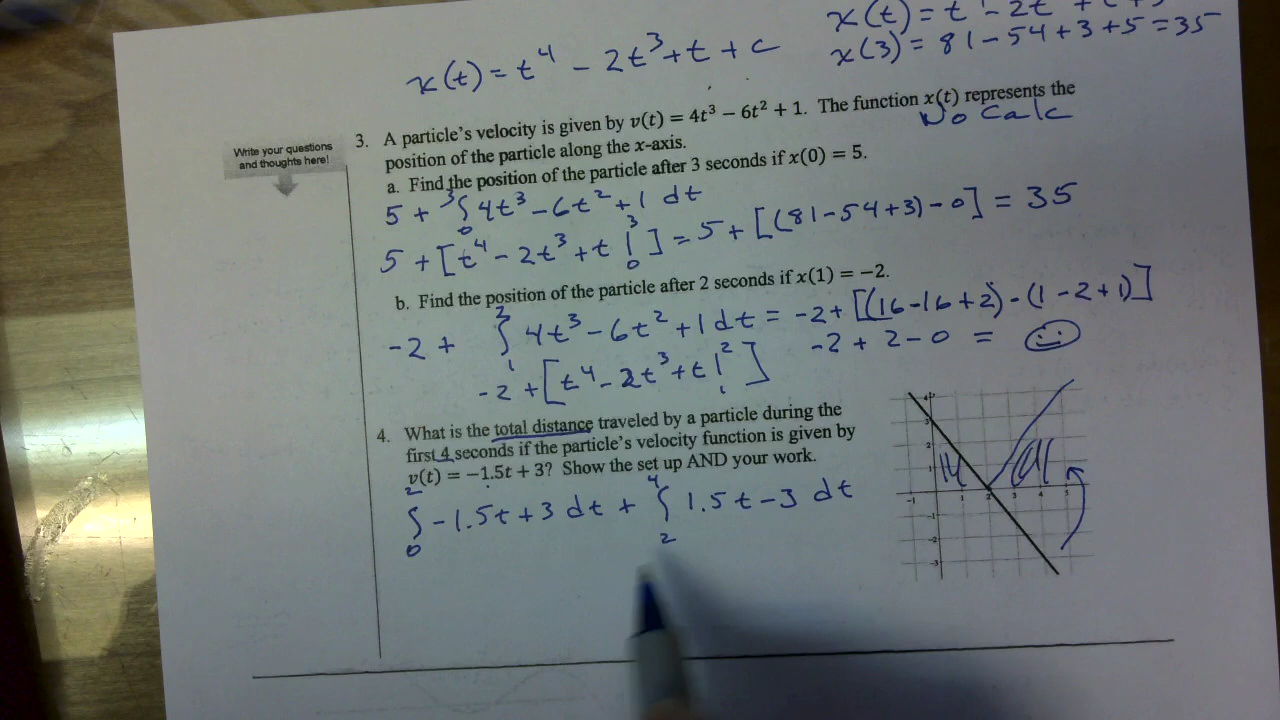 x(t) = t⁴ - 2t³ + t + c
x(3) = 81 - 54 + 3 + 5 = 35
Write your questions
and thoughts here!
3. A particle's velocity is given by v(t) = 4t³ − 6t² + 1. The function x(t) represents the
position of the particle along the x-axis.
No Calc
a. Find the position of the particle after 3 seconds if x(0) = 5.
5 + ∫₀³ 4t³ - 6t² + 1 dt
5 + [t⁴ - 2t³ + t |₀³] = 5 + [(81 - 54 + 3) - 0] = 35
b. Find the position of the particle after 2 seconds if x(1) = −2.
-2 + ∫₁² 4t³ - 6t² + 1 dt = -2 + [(16 - 16 + 2) - (1 - 2 + 1)]
-2 + [t⁴ - 2t³ + t |₁²]
-2 + 2 - 0 =
4. What is the total distance traveled by a particle during the
first 4 seconds if the particle's velocity function is given by
v(t) = −1.5t + 3? Show the set up AND your work.
∫₀² -1.5t + 3 dt + ∫₂⁴ 1.5t - 3 dt